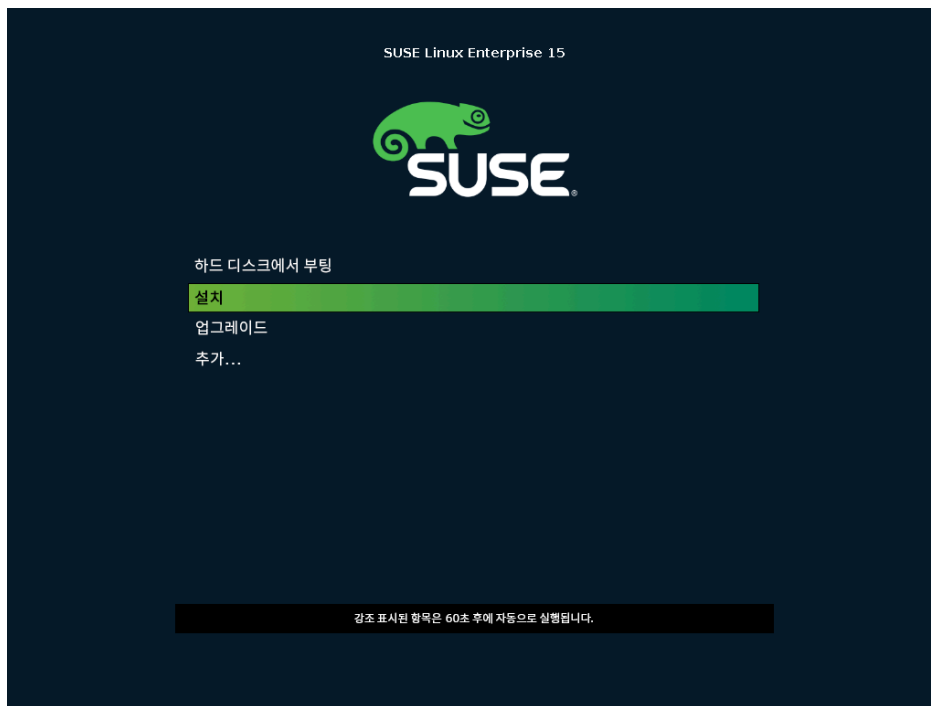 SUSE Linux Enterprise 15
SUSE®
하드 디스크에서 부팅
설치
업그레이드
추가...
강조 표시된 항목은 60초 후에 자동으로 실행됩니다.